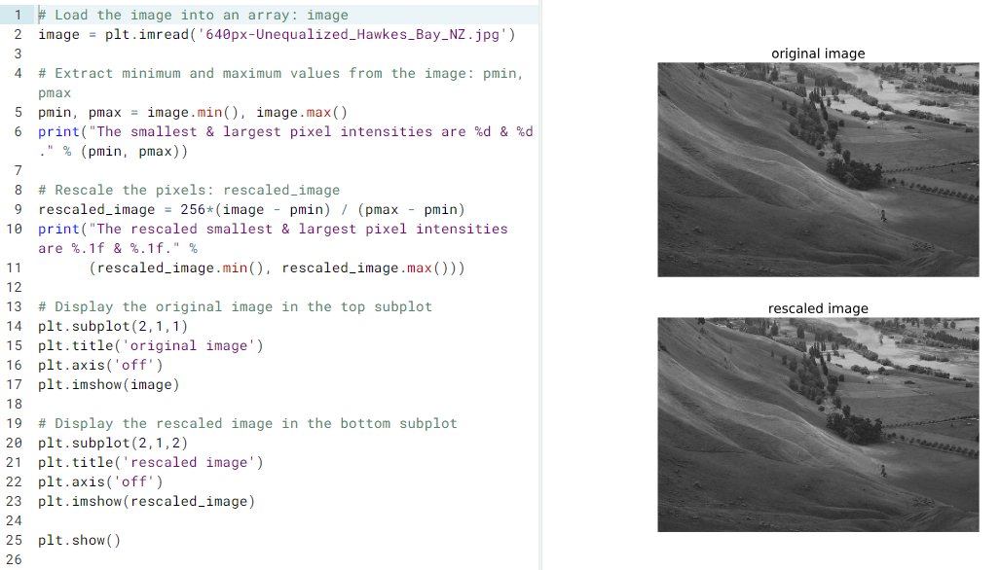 1 # Load the image into an array: image
2 image = plt.imread('640px-Unequalized_Hawkes_Bay_NZ.jpg')
3
4 # Extract minimum and maximum values from the image: pmin,
pmax
5 pmin, pmax = image.min(), image.max()
6 print("The smallest & largest pixel intensities are %d & %d
." % (pmin, pmax))
7
8 # Rescale the pixels: rescaled_image
9 rescaled_image = 256*(image - pmin) / (pmax - pmin)
10 print("The rescaled smallest & largest pixel intensities
are %.1f & %.1f." %
11 (rescaled_image.min(), rescaled_image.max()))
12
13 # Display the original image in the top subplot
14 plt.subplot(2,1,1)
15 plt.title('original image')
16 plt.axis('off')
17 plt.imshow(image)
18
19 # Display the rescaled image in the bottom subplot
20 plt.subplot(2,1,2)
21 plt.title('rescaled image')
22 plt.axis('off')
23 plt.imshow(rescaled_image)
24
25 plt.show()
26
original image
rescaled image